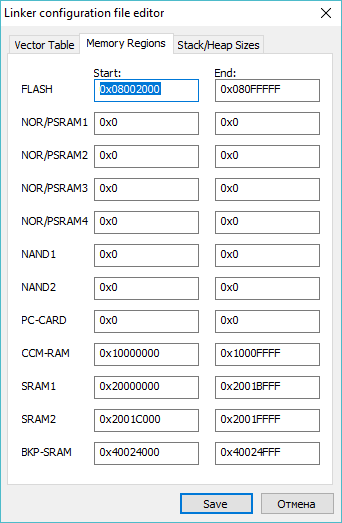 Linker configuration file editor
Vector Table Memory Regions Stack/Heap Sizes
Start: End:
FLASH 0x08002000 0x080FFFFF
NOR/PSRAM1 0x0 0x0
NOR/PSRAM2 0x0 0x0
NOR/PSRAM3 0x0 0x0
NOR/PSRAM4 0x0 0x0
NAND1 0x0 0x0
NAND2 0x0 0x0
PC-CARD 0x0 0x0
CCM-RAM 0x10000000 0x1000FFFF
SRAM1 0x20000000 0x2001BFFF
SRAM2 0x2001C000 0x2001FFFF
BKP-SRAM 0x40024000 0x40024FFF
Save Отмена